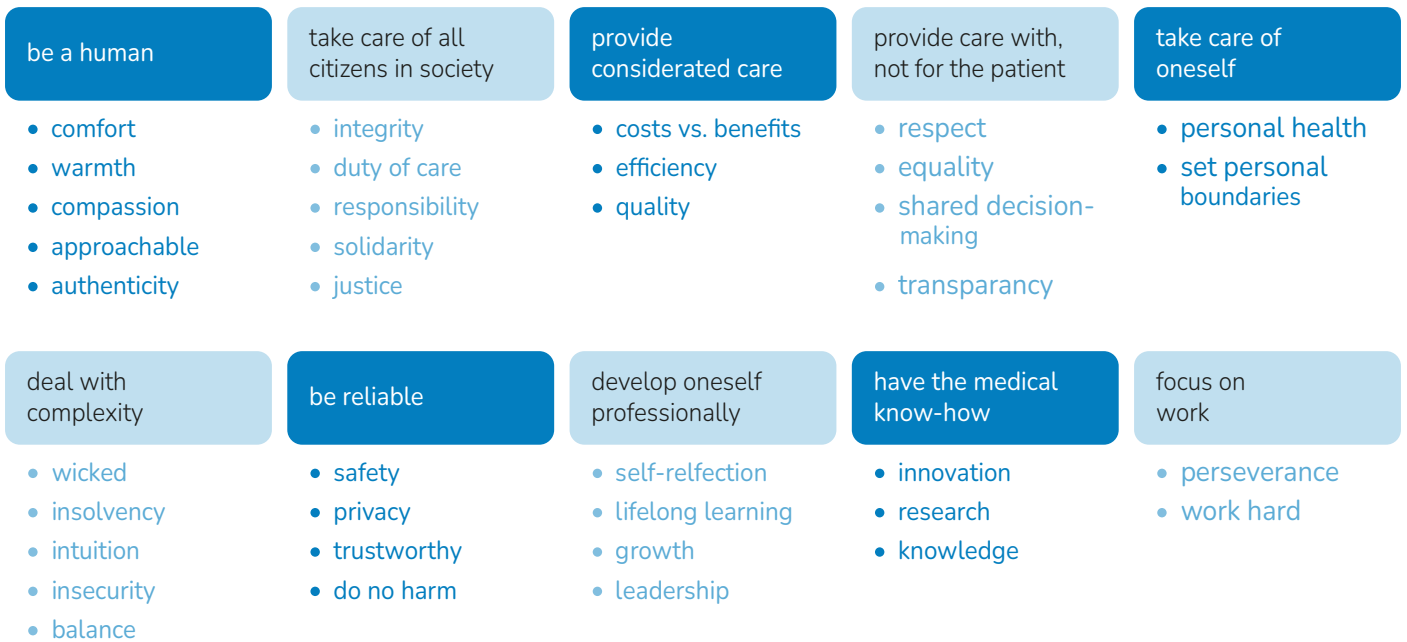 be a human
• comfort
• warmth
• compassion
• approachable
• authenticity
take care of all
citizens in society
• integrity
• duty of care
• responsibility
• solidarity
• justice
provide
considerated care
• costs vs. benefits
• efficiency
• quality
provide care with,
not for the patient
• respect
• equality
• shared decision-
making
• transparancy
take care of
oneself
• personal health
• set personal
boundaries
deal with
complexity
• wicked
• insolvency
• intuition
• insecurity
• balance
be reliable
• safety
• privacy
• trustworthy
• do no harm
develop oneself
professionally
• self-relfection
• lifelong learning
• growth
• leadership
have the medical
know-how
• innovation
• research
• knowledge
focus on
work
• perseverance
• work hard